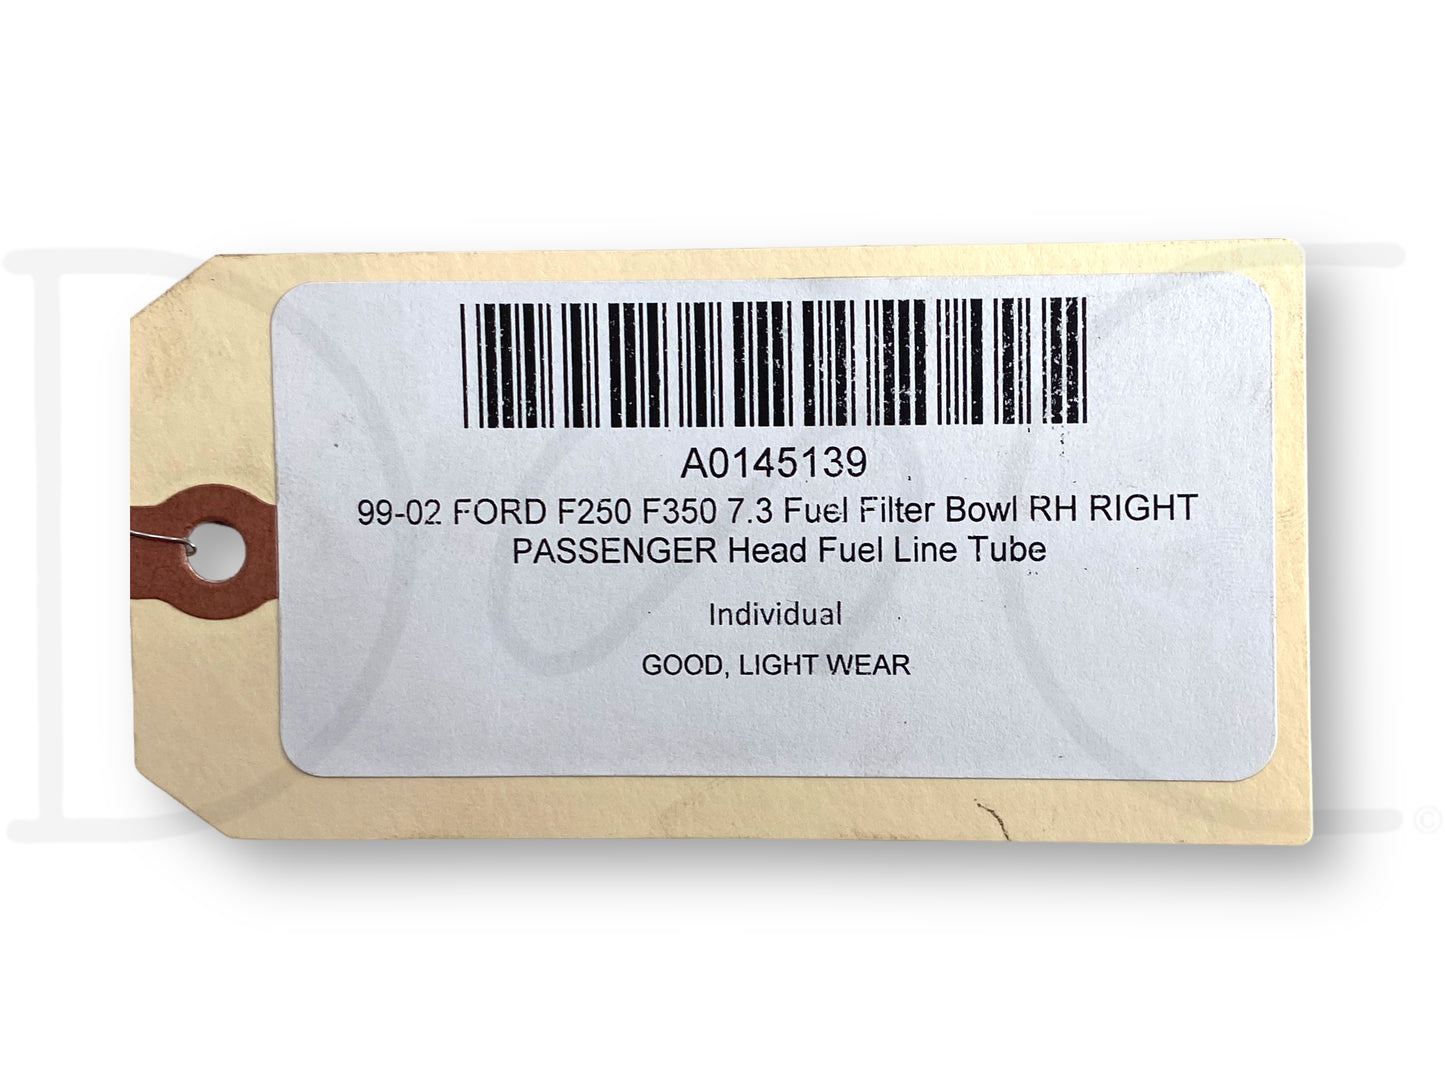 A0145139
99-02 FORD F250 F350 7.3 Fuel Filter Bowl RH RIGHT
PASSENGER Head Fuel Line Tube
Individual
GOOD, LIGHT WEAR
©